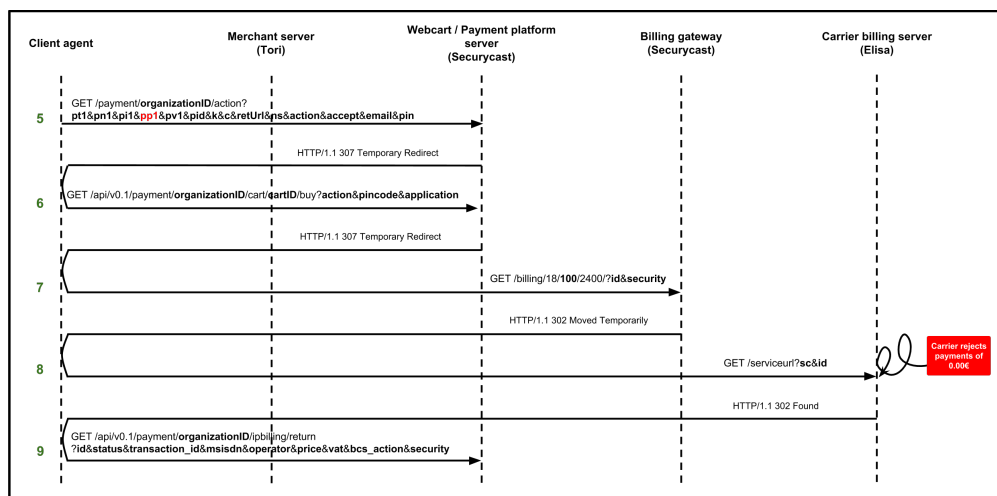 Client agent
Merchant server
(Tori)
Webcart / Payment platform
server
(Securycast)
Billing gateway
(Securycast)
Carrier billing server
(Elisa)
5
GET /payment/organizationID/action?
pt1&pn1&pi1&pp1&pv1&pid&k&c&retUrl&ns&action&accept&email&pin
HTTP/1.1 307 Temporary Redirect
6
GET /api/v0.1/payment/organizationID/cart/cartID/buy?action&pincode&application
HTTP/1.1 307 Temporary Redirect
7
GET /billing/18/100/2400/?id&security
HTTP/1.1 302 Moved Temporarily
8
GET /serviceurl?sc&id
Carrier rejects
payments of
0.00€
HTTP/1.1 302 Found
9
GET /api/v0.1/payment/organizationID/ipbilling/return
?id&status&transaction_id&msisdn&operator&price&vat&bcs_action&security